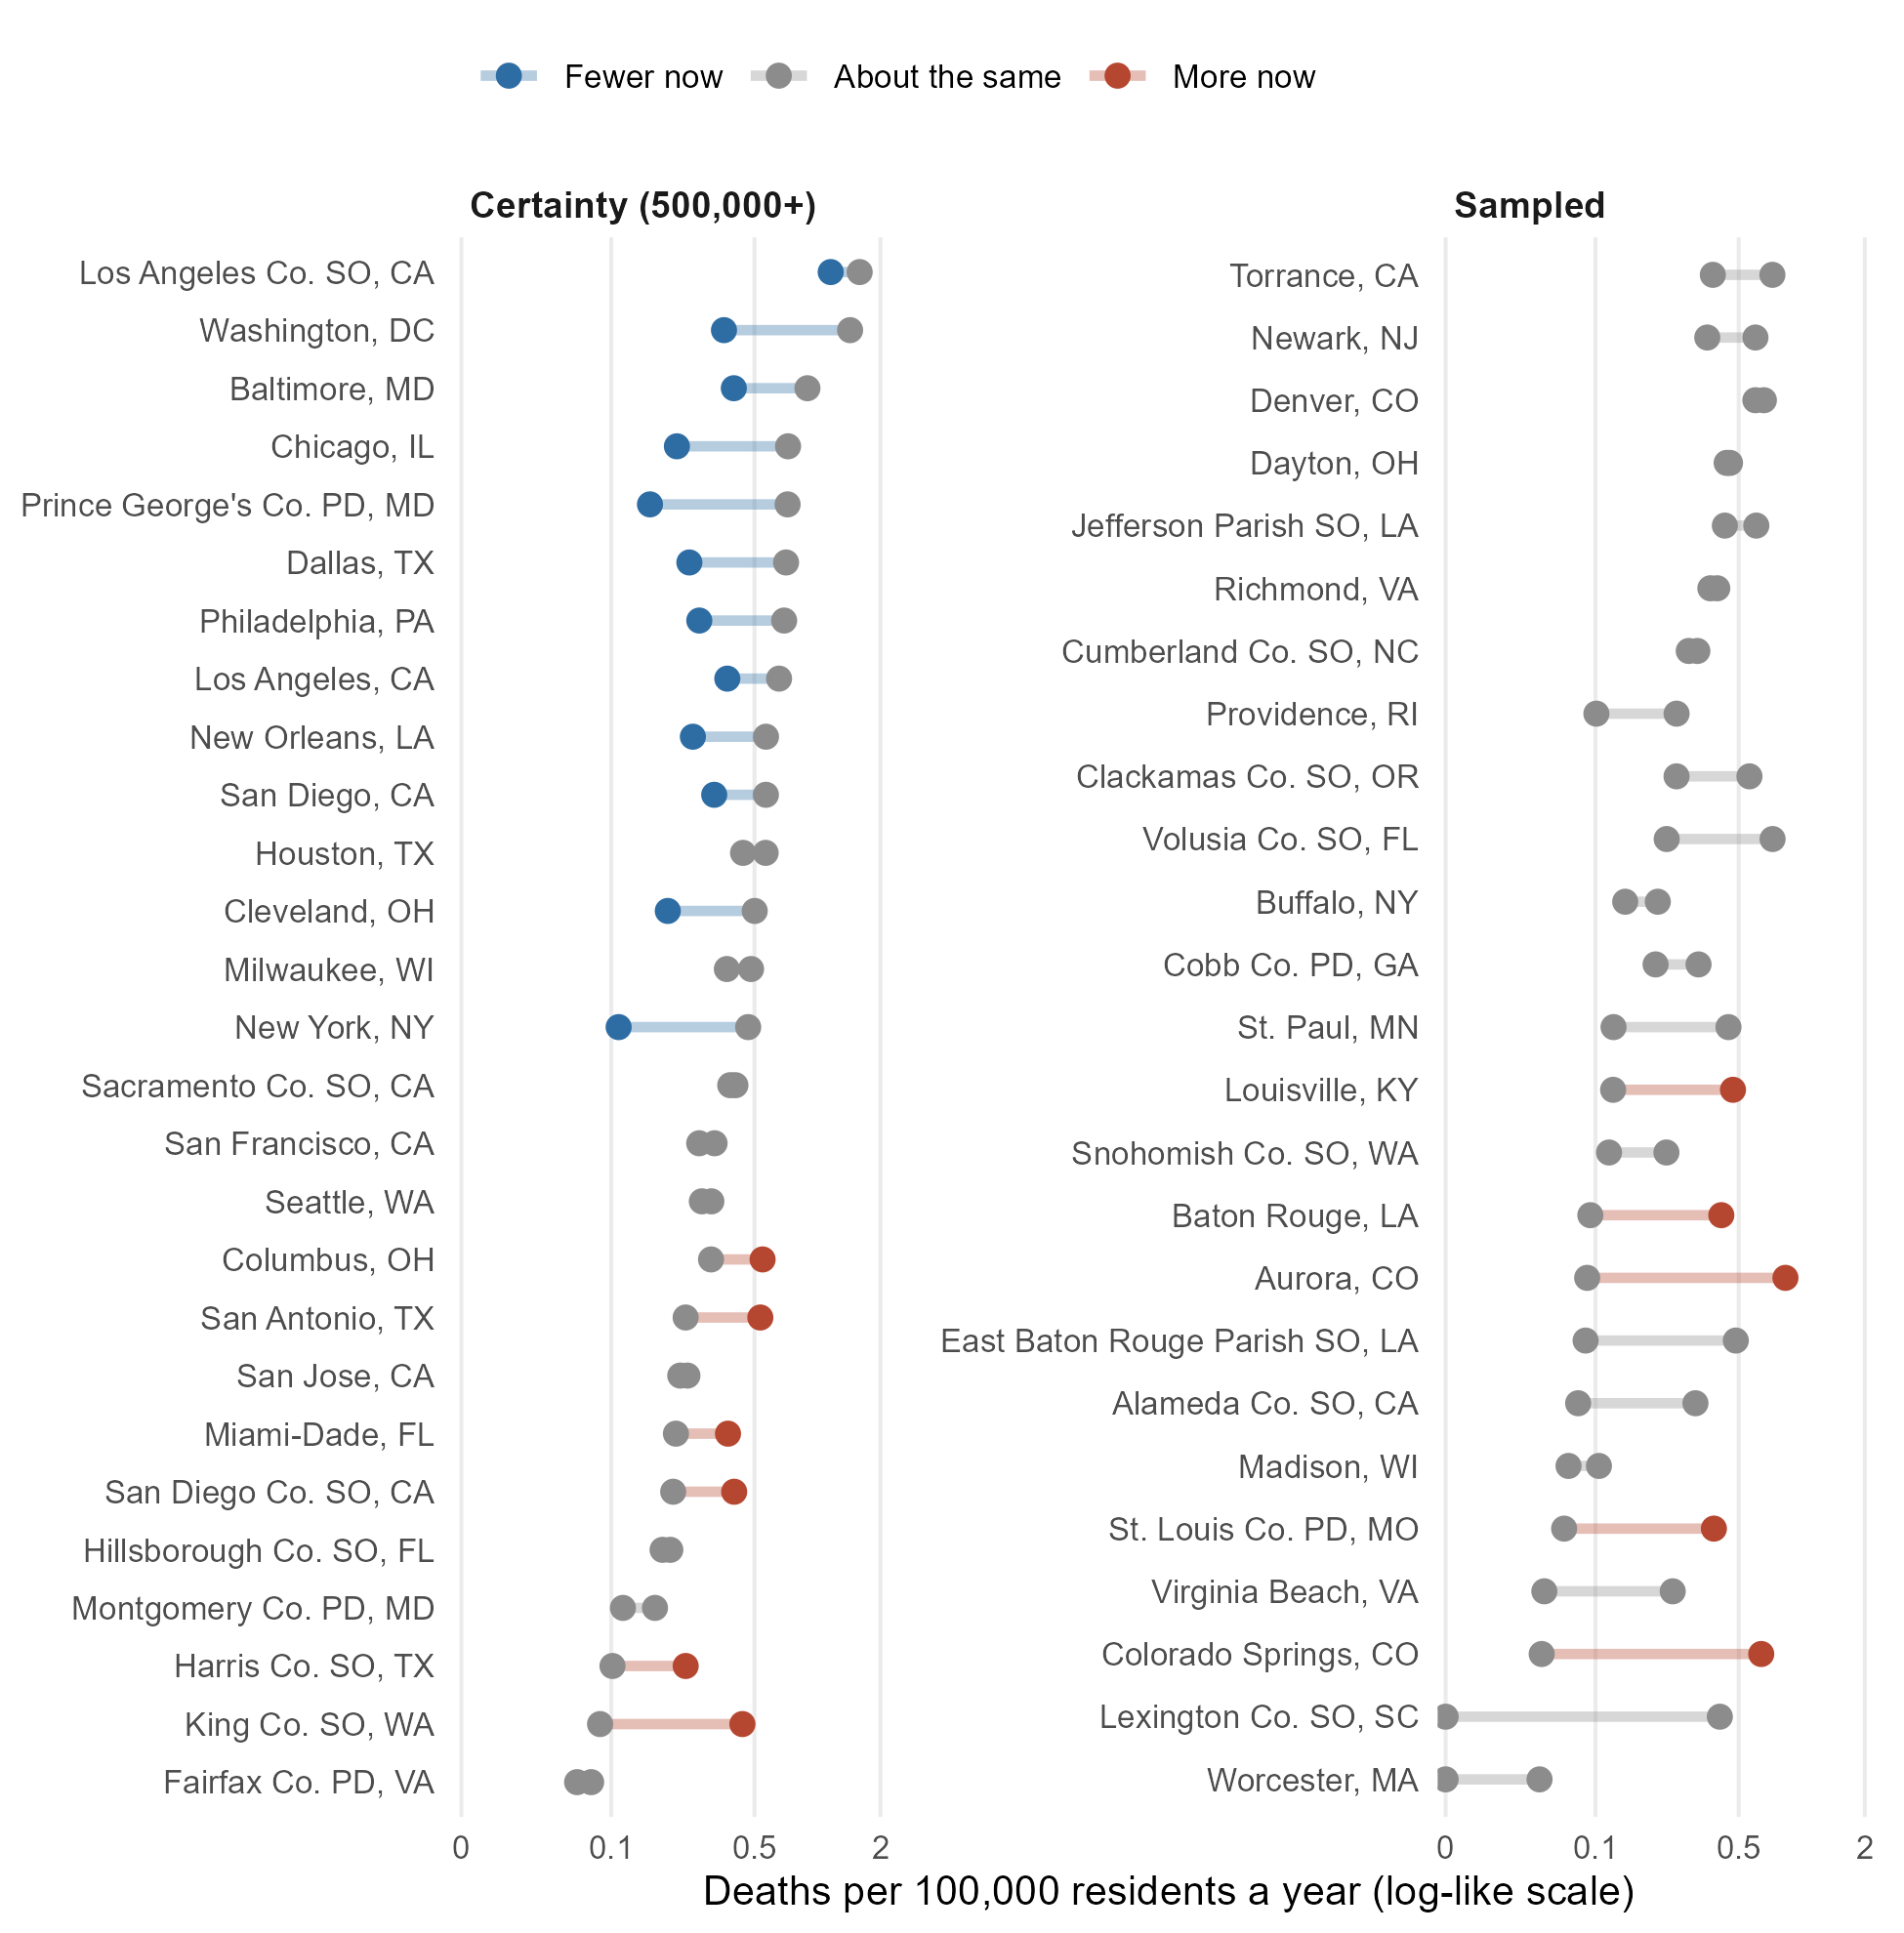 Fewer now
About the same
More now
Certainty (500,000+)
Los Angeles Co. SO, CA
Washington, DC
Baltimore, MD
Chicago, IL
Prince George's Co. PD, MD
Dallas, TX
Philadelphia, PA
Los Angeles, CA
New Orleans, LA
San Diego, CA
Houston, TX
Cleveland, OH
Milwaukee, WI
New York, NY
Sacramento Co. SO, CA
San Francisco, CA
Seattle, WA
Columbus, OH
San Antonio, TX
San Jose, CA
Miami-Dade, FL
San Diego Co. SO, CA
Hillsborough Co. SO, FL
Montgomery Co. PD, MD
Harris Co. SO, TX
King Co. SO, WA
Fairfax Co. PD, VA
0 0.1 0.5 2
Sampled
Torrance, CA
Newark, NJ
Denver, CO
Dayton, OH
Jefferson Parish SO, LA
Richmond, VA
Cumberland Co. SO, NC
Providence, RI
Clackamas Co. SO, OR
Volusia Co. SO, FL
Buffalo, NY
Cobb Co. PD, GA
St. Paul, MN
Louisville, KY
Snohomish Co. SO, WA
Baton Rouge, LA
Aurora, CO
East Baton Rouge Parish SO, LA
Alameda Co. SO, CA
Madison, WI
St. Louis Co. PD, MO
Virginia Beach, VA
Colorado Springs, CO
Lexington Co. SO, SC
Worcester, MA
0 0.1 0.5 2
Deaths per 100,000 residents a year (log-like scale)